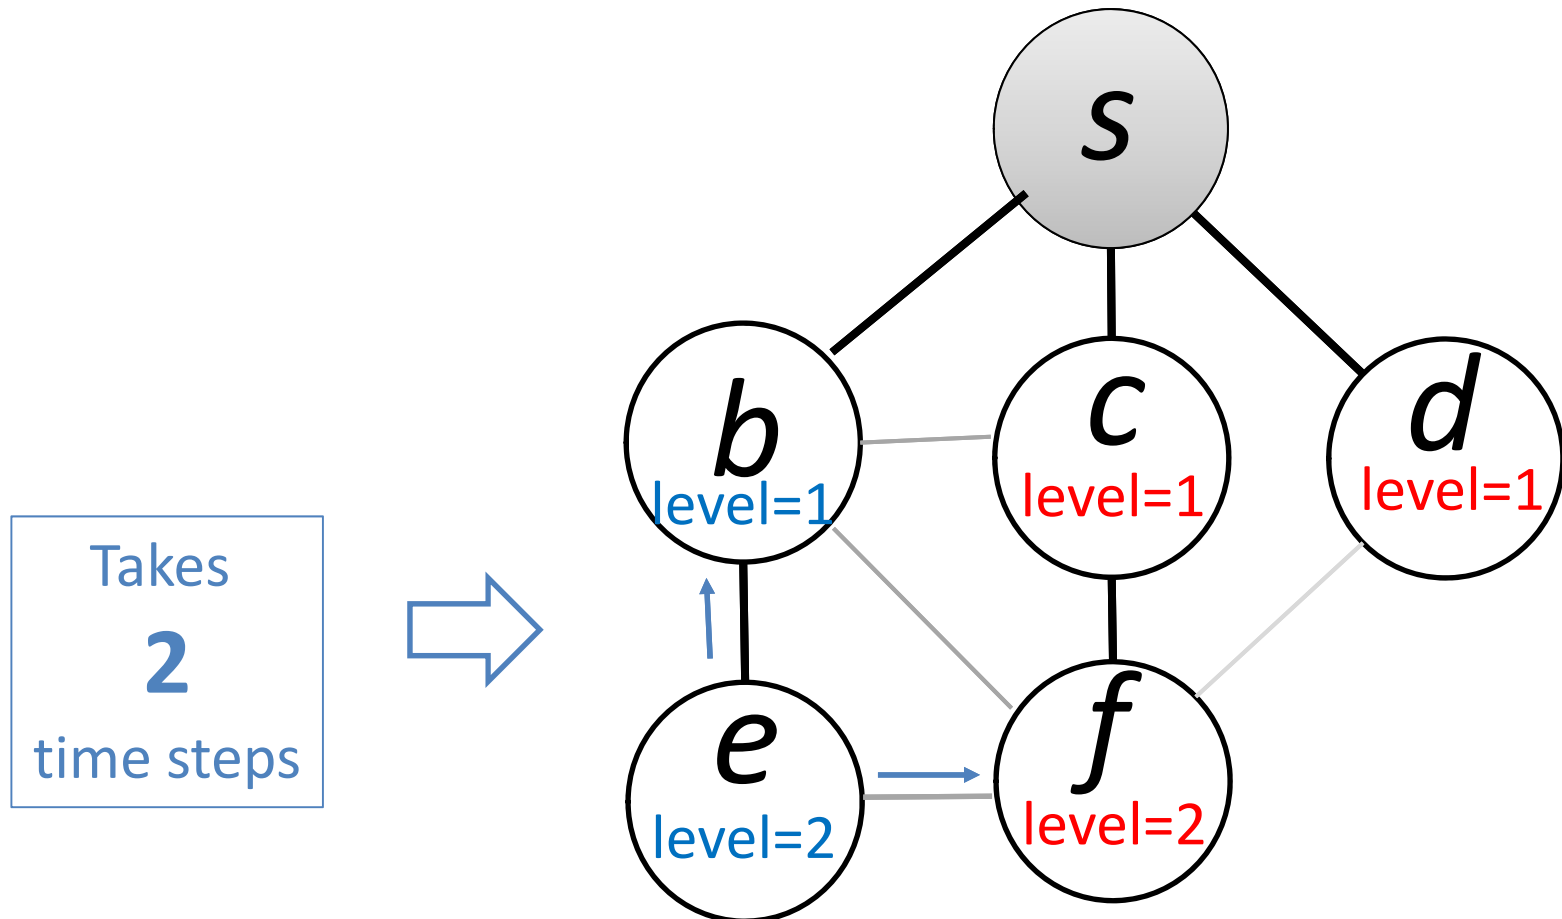 s
b
level=1
c
level=1
d
level=1
Takes
2
time steps
e
level=2
f
level=2